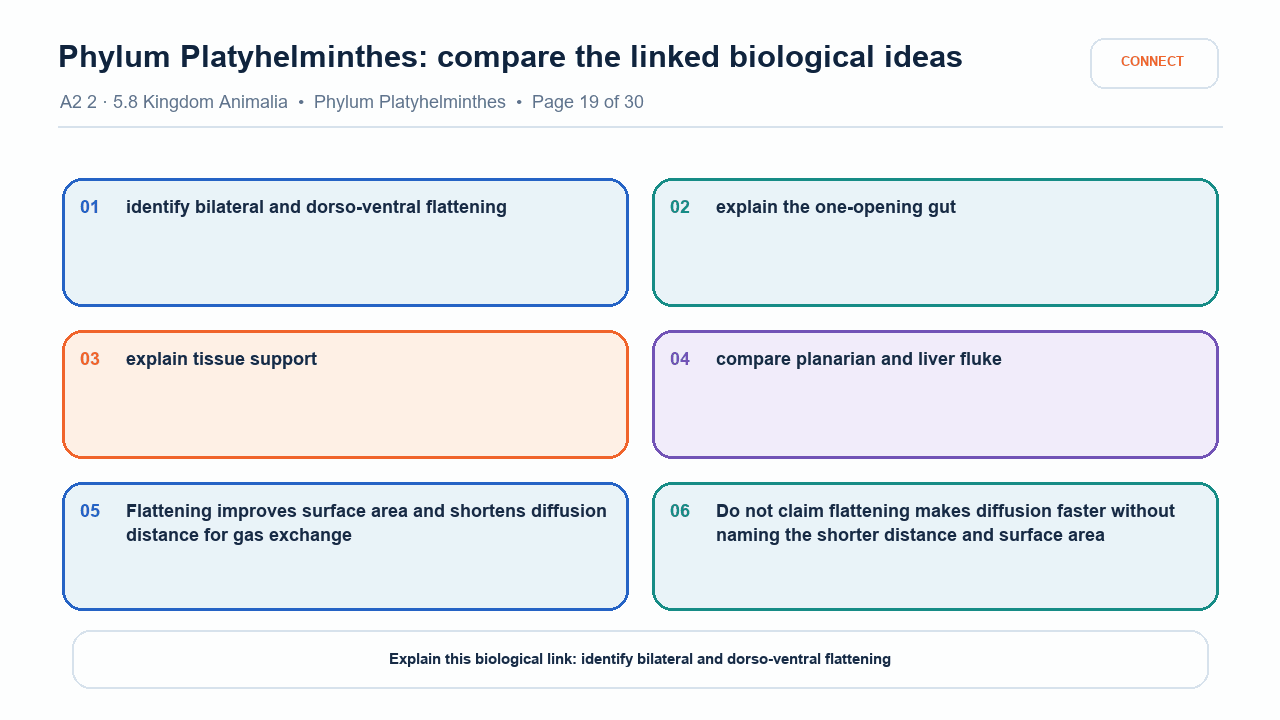 Phylum Platyhelminthes: compare the linked biological ideas
CONNECT
A2 2 · 5.8 Kingdom Animalia • Phylum Platyhelminthes • Page 19 of 30
01 identify bilateral and dorso-ventral flattening
02 explain the one-opening gut
03 explain tissue support
04 compare planarian and liver fluke
05 Flattening improves surface area and shortens diffusion
distance for gas exchange
06 Do not claim flattening makes diffusion faster without
naming the shorter distance and surface area
Explain this biological link: identify bilateral and dorso-ventral flattening